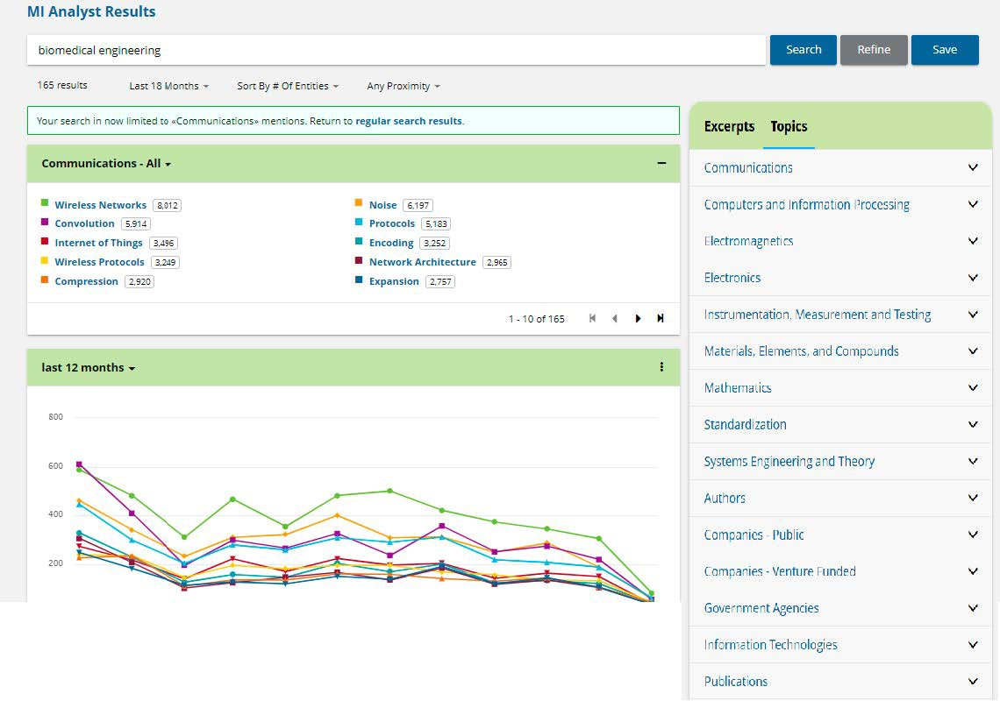 MI Analyst Results
biomedical engineering
Search Refine Save
165 results Last 18 Months Sort By # Of Entities Any Proximity
Your search in now limited to «Communications» mentions. Return to regular search results.
Communications - All
Wireless Networks 8,012
Noise 6,197
Convolution 5,914
Protocols 5,183
Internet of Things 3,496
Encoding 3,252
Wireless Protocols 3,249
Network Architecture 2,965
Compression 2,920
Expansion 2,757
1 - 10 of 165
last 12 months
800
600
400
200
Excerpts Topics
Communications
Computers and Information Processing
Electromagnetics
Electronics
Instrumentation, Measurement and Testing
Materials, Elements, and Compounds
Mathematics
Standardization
Systems Engineering and Theory
Authors
Companies - Public
Companies - Venture Funded
Government Agencies
Information Technologies
Publications